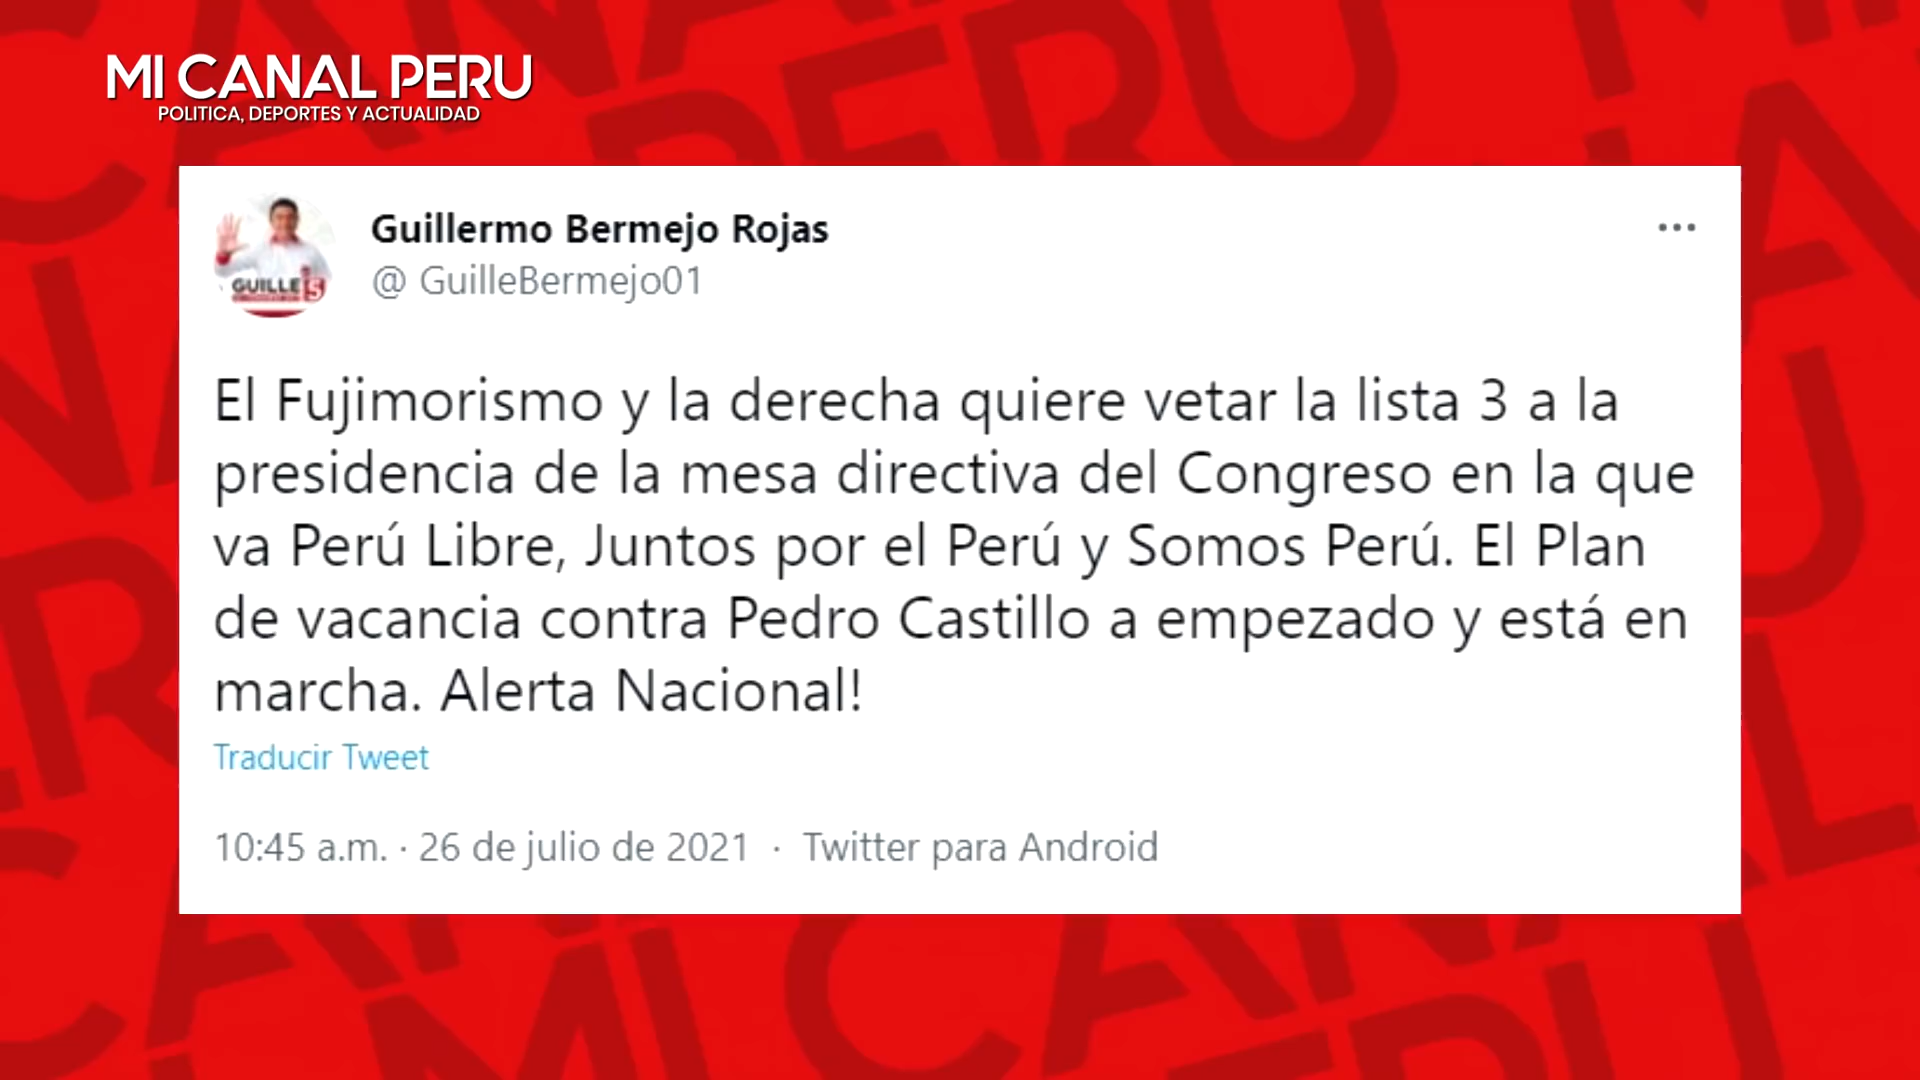 MI CANAL PERU
POLITICA, DEPORTES Y ACTUALIDAD
Guillermo Bermejo Rojas
@ GuilleBermejo01
GUILLE 5
El Fujimorismo y la derecha quiere vetar la lista 3 a la
presidencia de la mesa directiva del Congreso en la que
va Perú Libre, Juntos por el Perú y Somos Perú. El Plan
de vacancia contra Pedro Castillo a empezado y está en
marcha. Alerta Nacional!
Traducir Tweet
10:45 a.m. · 26 de julio de 2021 · Twitter para Android